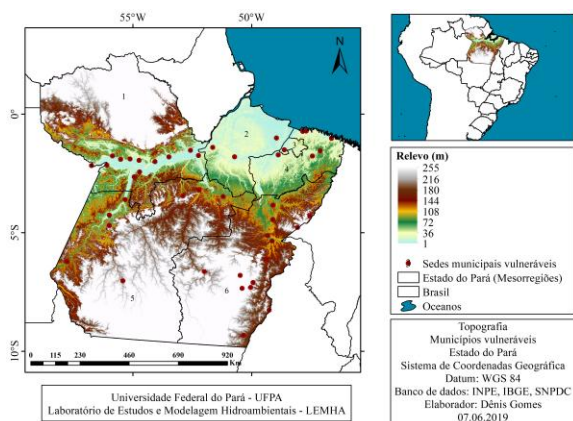 55°W
50°W
N
0°
5°S
10°S
1
2
4
5
6
0 115 230 460 690 920
Km
Universidade Federal do Pará - UFPA
Laboratório de Estudos e Modelagem Hidroambientais - LEMHA
Relevo (m)
255
216
180
144
108
72
36
1
Sedes municipais vulneráveis
Estado do Pará (Mesorregiões)
Brasil
Oceanos
Topografia
Municípios vulneráveis
Estado do Pará
Sistema de Coordenadas Geográfica
Datum: WGS 84
Banco de dados: INPE, IBGE, SNPDC
Elaborador: Dênis Gomes
07.06.2019